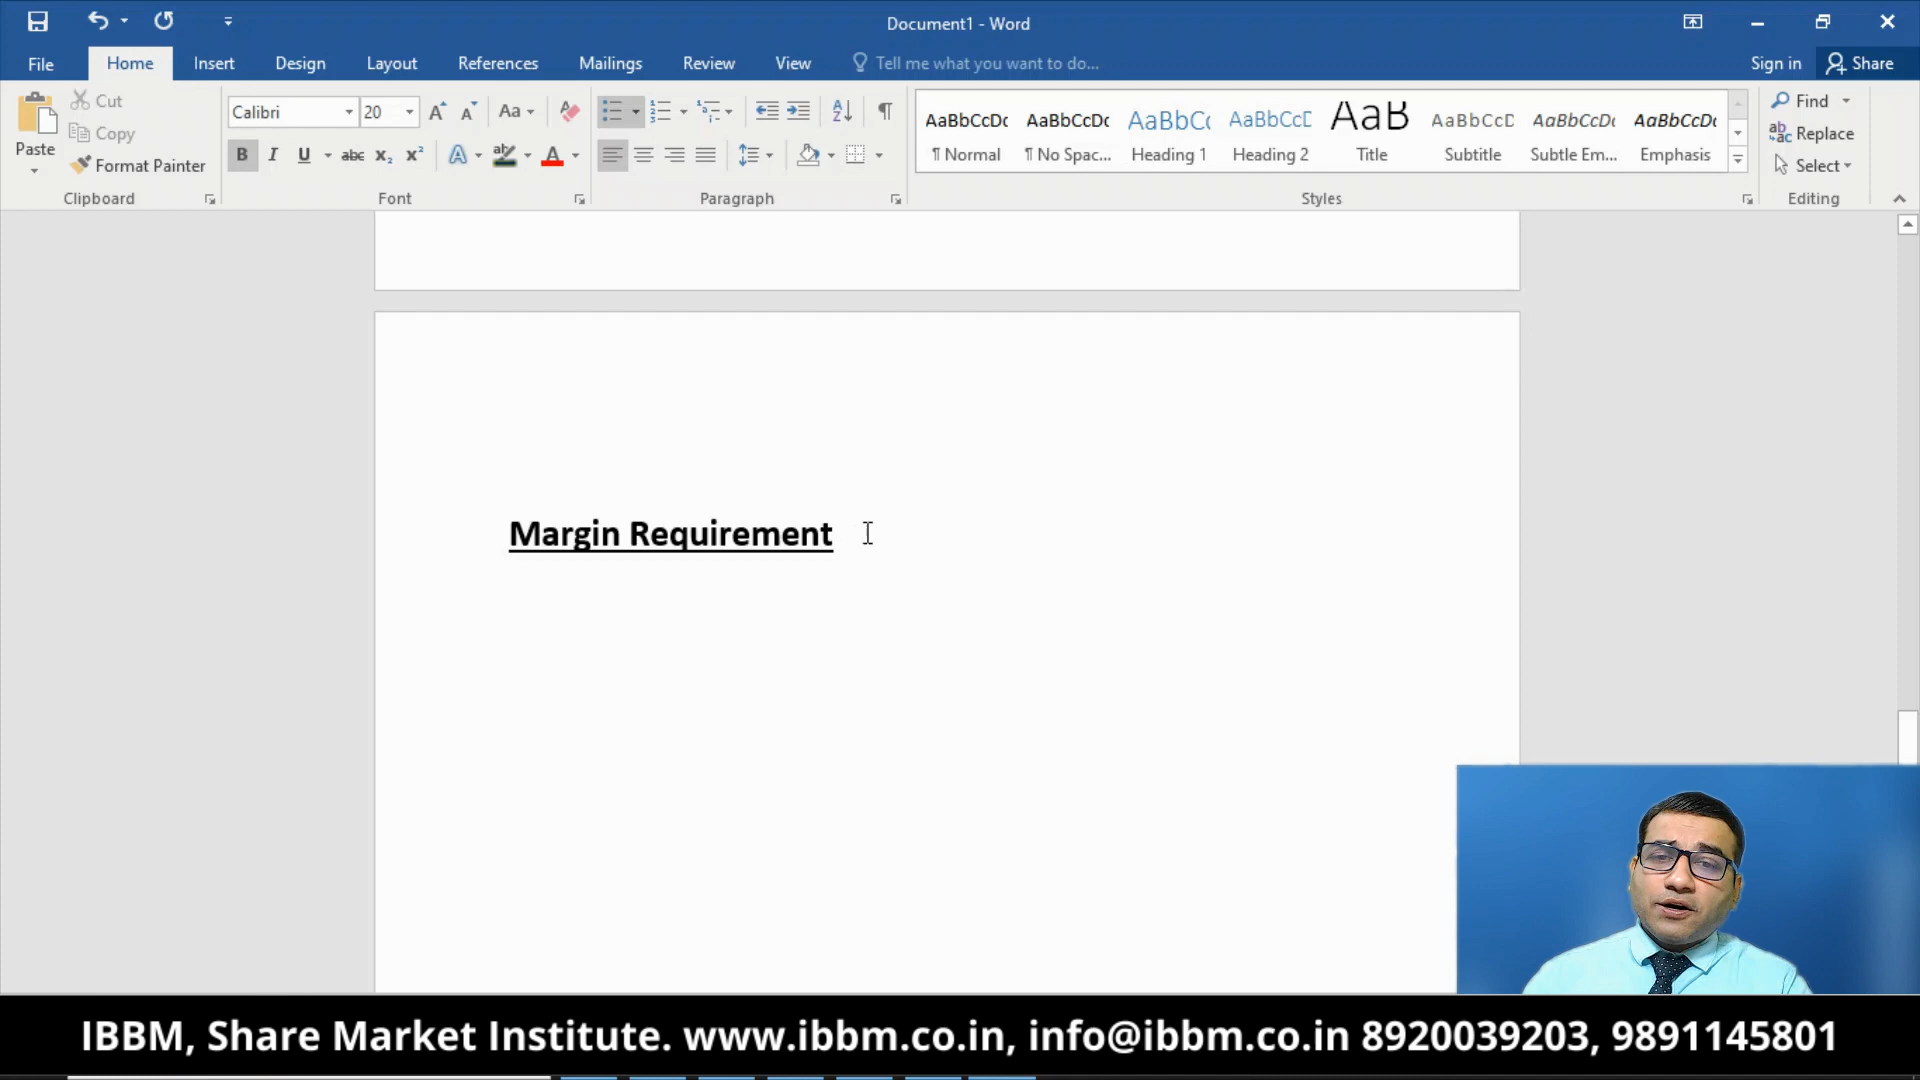 Document1 - Word
File Home Insert Design Layout References Mailings Review View Tell me what you want to do... Sign in Share
Cut
Copy
Format Painter
Paste
Clipboard
Calibri 20
Font
Paragraph
AaBbCcDc AaBbCcDc AaBbCc AaBbCcD AaB AaBbCcD AaBbCcDc AaBbCcDc
¶ Normal ¶ No Spac... Heading 1 Heading 2 Title Subtitle Subtle Em... Emphasis
Styles
Find
Replace
Select
Editing
Margin Requirement
IBBM, Share Market Institute. www.ibbm.co.in, info@ibbm.co.in 8920039203, 9891145801